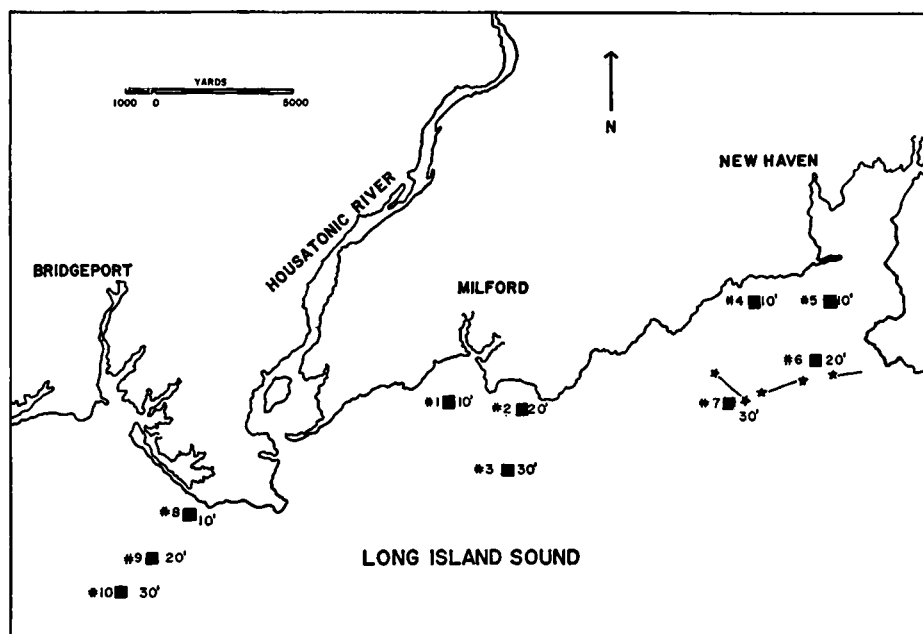 YARDS
1000 0 5000
N
NEW HAVEN
HOUSATONIC RIVER
BRIDGEPORT
MILFORD
#4 10'
#5 10'
#6 20'
#7
30'
#1 10'
#2 20'
#3 30'
#8
10'
#9 20'
#10 30'
LONG ISLAND SOUND